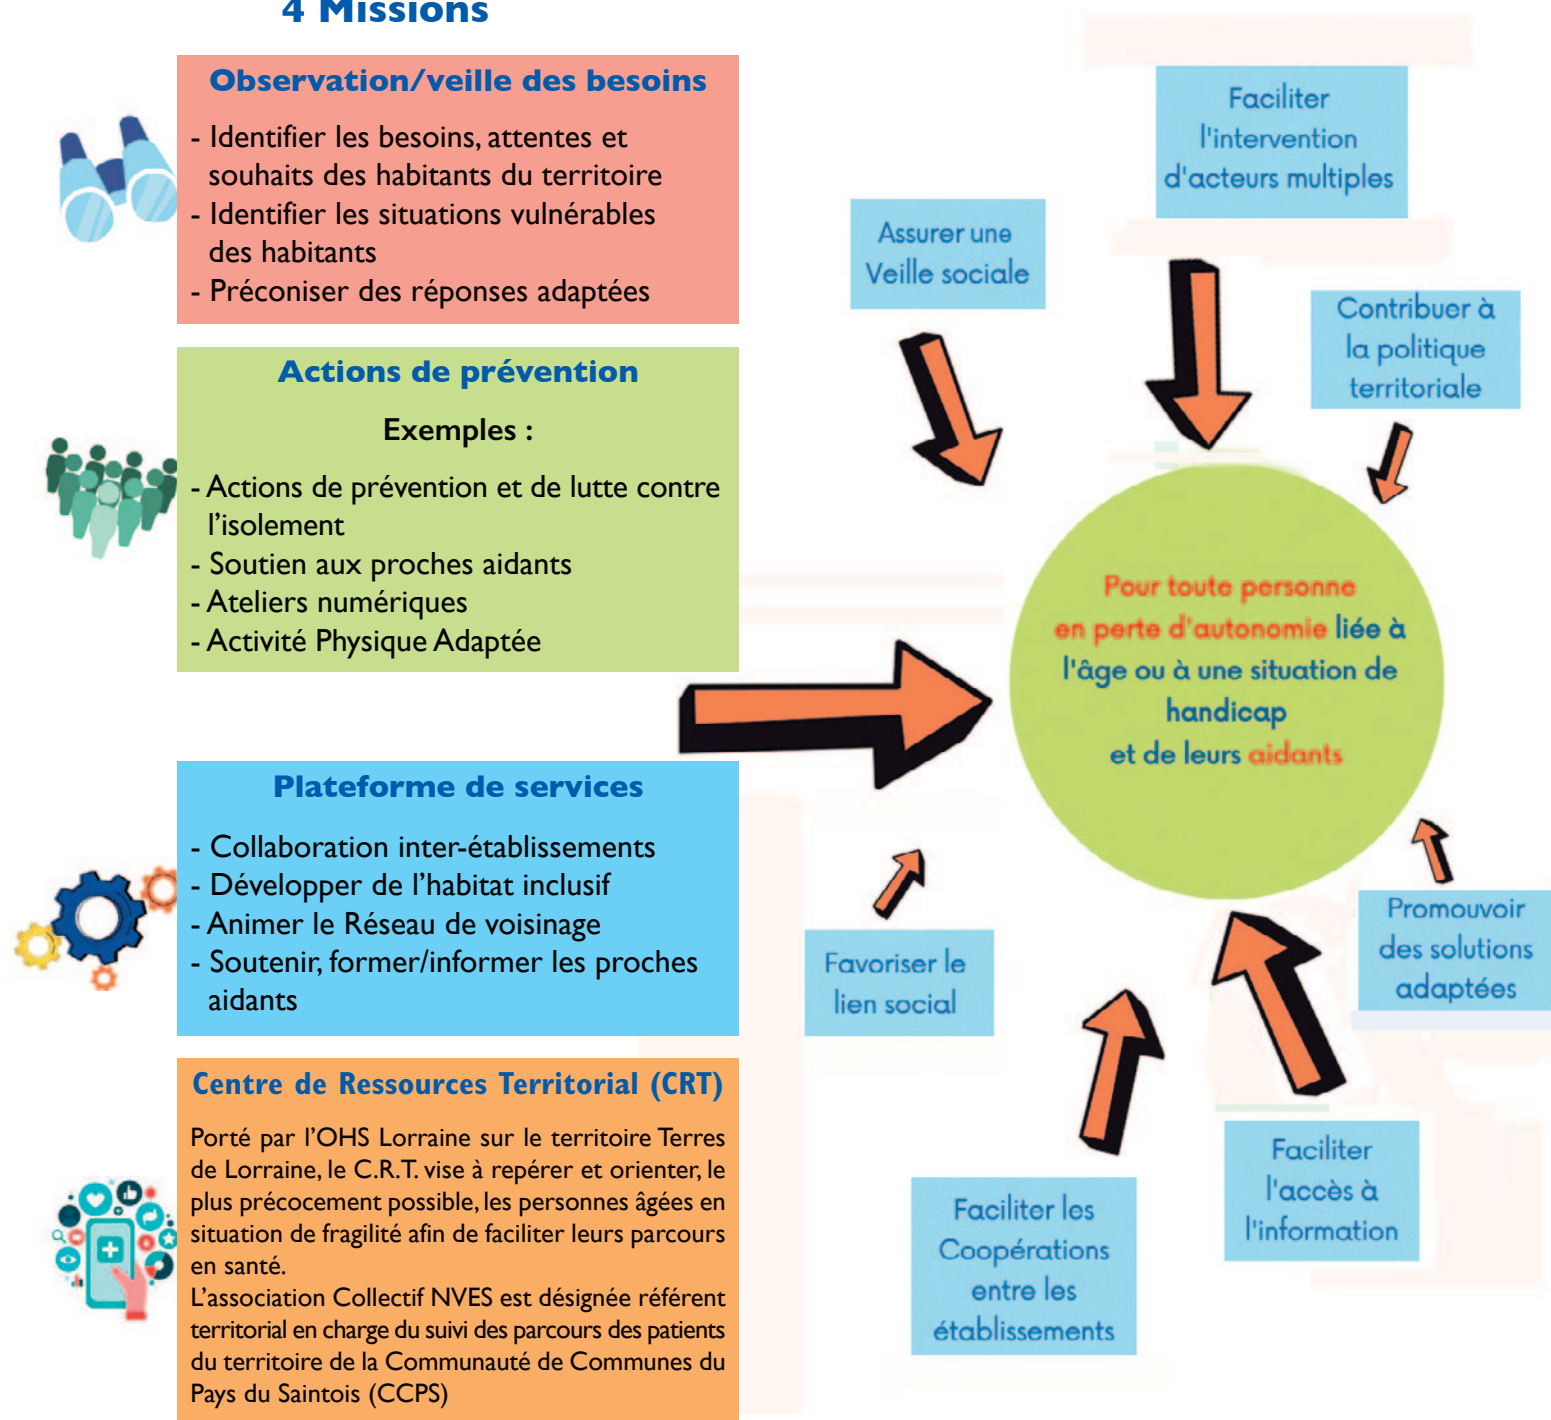 4 Missions
Observation/veille des besoins
- Identifier les besoins, attentes et
souhaits des habitants du territoire
- Identifier les situations vulnérables
des habitants
- Préconiser des réponses adaptées
Actions de prévention
Exemples :
- Actions de prévention et de lutte contre
l’isolement
- Soutien aux proches aidants
- Ateliers numériques
- Activité Physique Adaptée
Plateforme de services
- Collaboration inter-établissements
- Développer de l’habitat inclusif
- Animer le Réseau de voisinage
- Soutenir, former/informer les proches
aidants
Centre de Ressources Territorial (CRT)
Porté par l’OHS Lorraine sur le territoire Terres
de Lorraine, le C.R.T. vise à repérer et orienter, le
plus précocement possible, les personnes âgées en
situation de fragilité afin de faciliter leurs parcours
en santé.
L’association Collectif NVES est désignée référent
territorial en charge du suivi des parcours des patients
du territoire de la Communauté de Communes du
Pays du Saintois (CCPS)
Faciliter
l'intervention
d'acteurs multiples
Assurer une
Veille sociale
Contribuer à
la politique
territoriale
Pour toute personne
en perte d'autonomie liée à
l'âge ou à une situation de
handicap
et de leurs aidants
Favoriser le
lien social
Promouvoir
des solutions
adaptées
Faciliter les
Coopérations
entre les
établissements
Faciliter
l'accès à
l'information